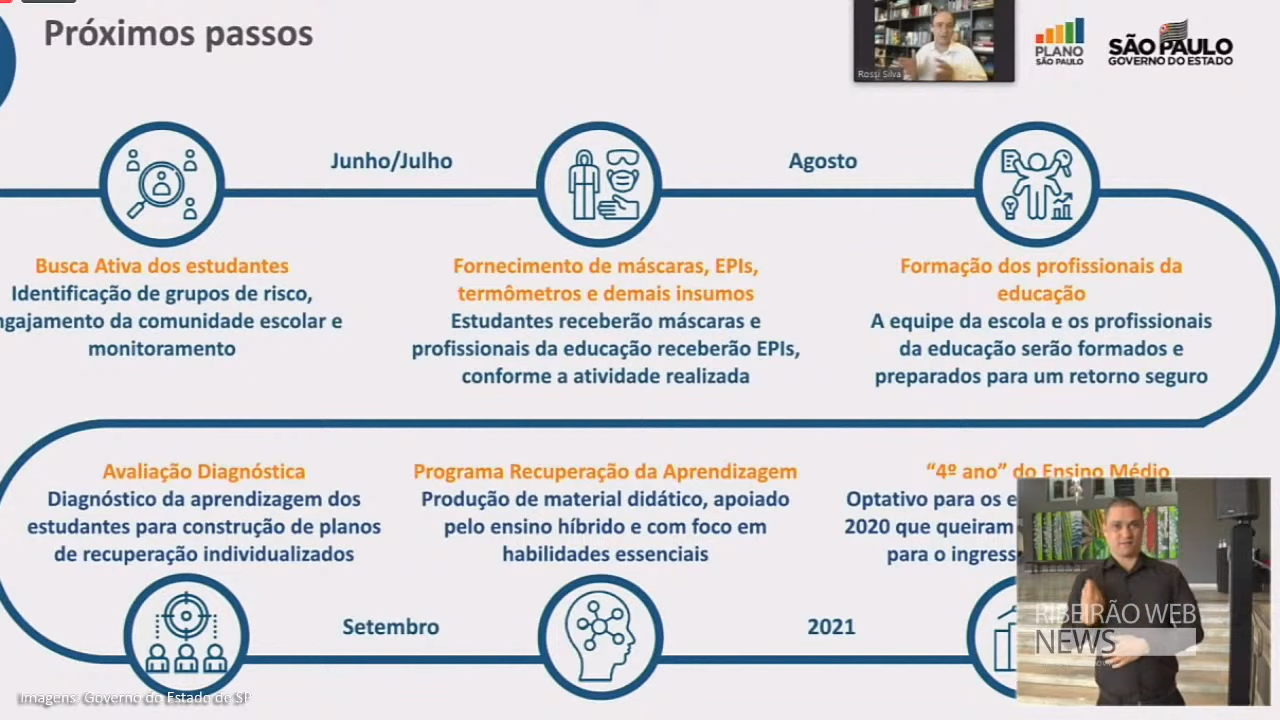 Próximos passos
Rossi Silva
PLANO
SÃO PAULO
SÃO PAULO
GOVERNO DO ESTADO
Junho/Julho
Agosto
Busca Ativa dos estudantes
Identificação de grupos de risco,
ngajamento da comunidade escolar e
monitoramento
Fornecimento de máscaras, EPIs,
termômetros e demais insumos
Estudantes receberão máscaras e
profissionais da educação receberão EPIs,
conforme a atividade realizada
Formação dos profissionais da
educação
A equipe da escola e os profissionais
da educação serão formados e
preparados para um retorno seguro
Avaliação Diagnóstica
Diagnóstico da aprendizagem dos
estudantes para construção de planos
de recuperação individualizados
Programa Recuperação da Aprendizagem
Produção de material didático, apoiado
pelo ensino híbrido e com foco em
habilidades essenciais
“4º ano” do Ensino Médio
Optativo para os e
2020 que queiram
para o ingress
Setembro
2021
RIBEIRÃO WEB
NEWS
Imagens: Governo do Estado de SP